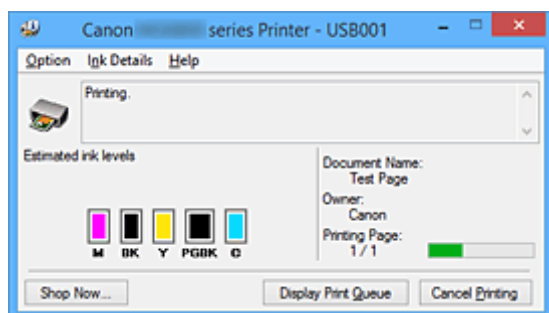 Canon series Printer - USB001
Option Ink Details Help
Printing.
Estimated ink levels
M BK Y PGBK C
Document Name:
Test Page
Owner:
Canon
Printing Page:
1 / 1
Shop Now... Display Print Queue Cancel Printing